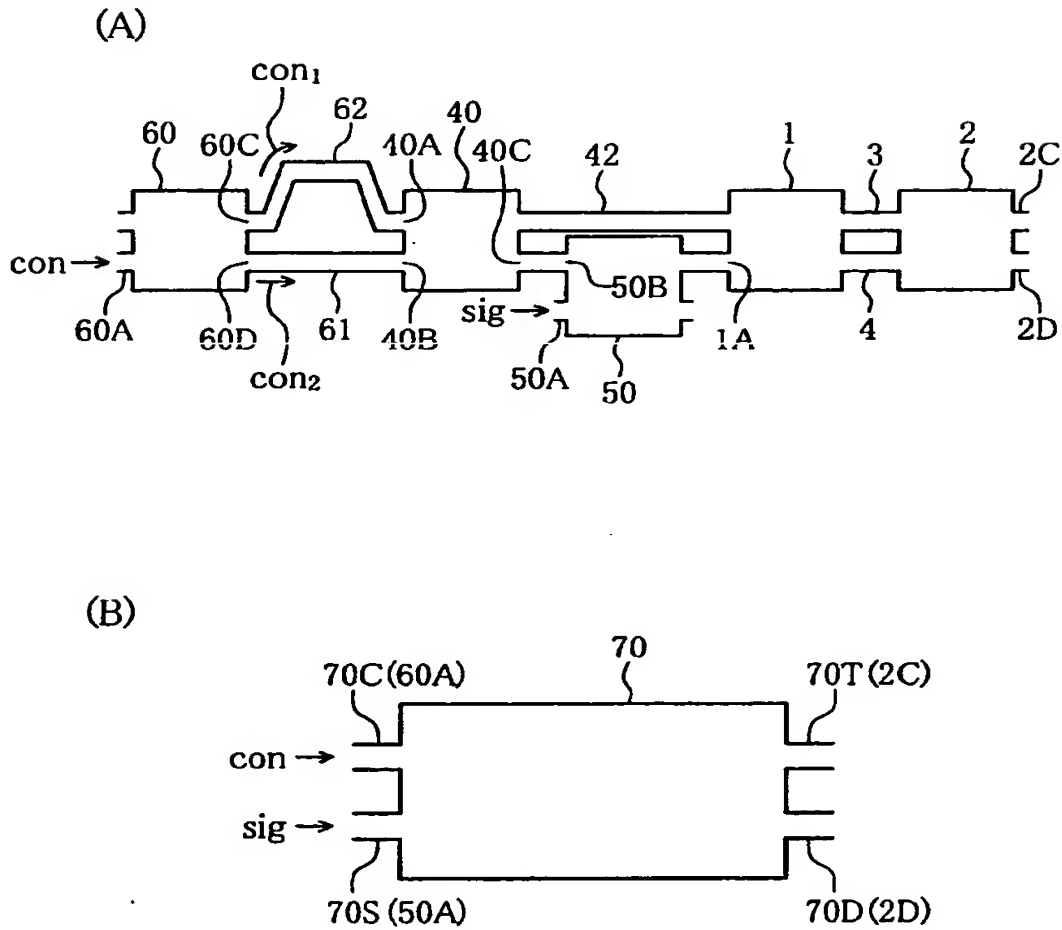 (A)
con₁
62
60
60C
40A
40
40C
42
1
3
2
2C
con
50B
sig
60A
60D
61
40B
con₂
50A
50
1A
4
2D
(B)
70C(60A)
70
70T(2C)
con
sig
70S(50A)
70D(2D)